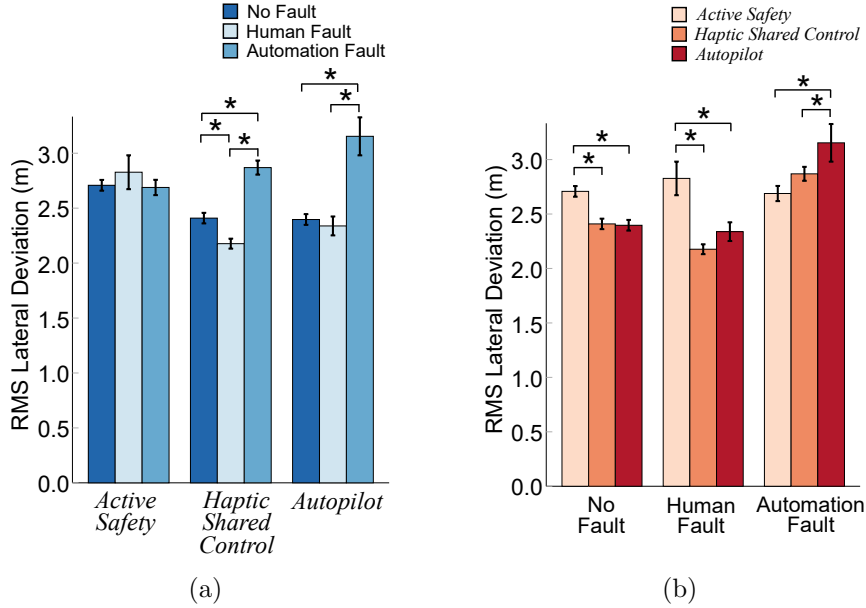 No Fault
Human Fault
Automation Fault
*
*
*
*
*
RMS Lateral Deviation (m)
3.0
2.5
2.0
1.5
1.0
0.5
0.0
Active
Safety
Haptic
Shared
Control
Autopilot
(a)
Active Safety
Haptic Shared Control
Autopilot
*
*
*
*
*
*
RMS Lateral Deviation (m)
3.0
2.5
2.0
1.5
1.0
0.5
0.0
No
Fault
Human
Fault
Automation
Fault
(b)